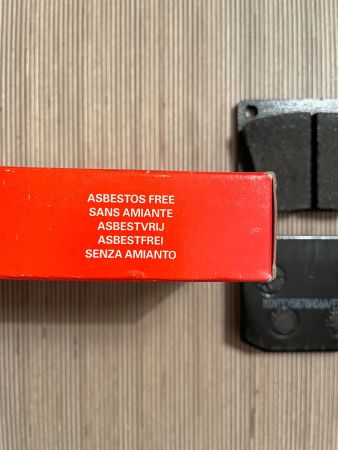 ASBESTOS FREE
SANS AMIANTE
ASBESTVRIJ
ASBESTFREI
SENZA AMIANTO